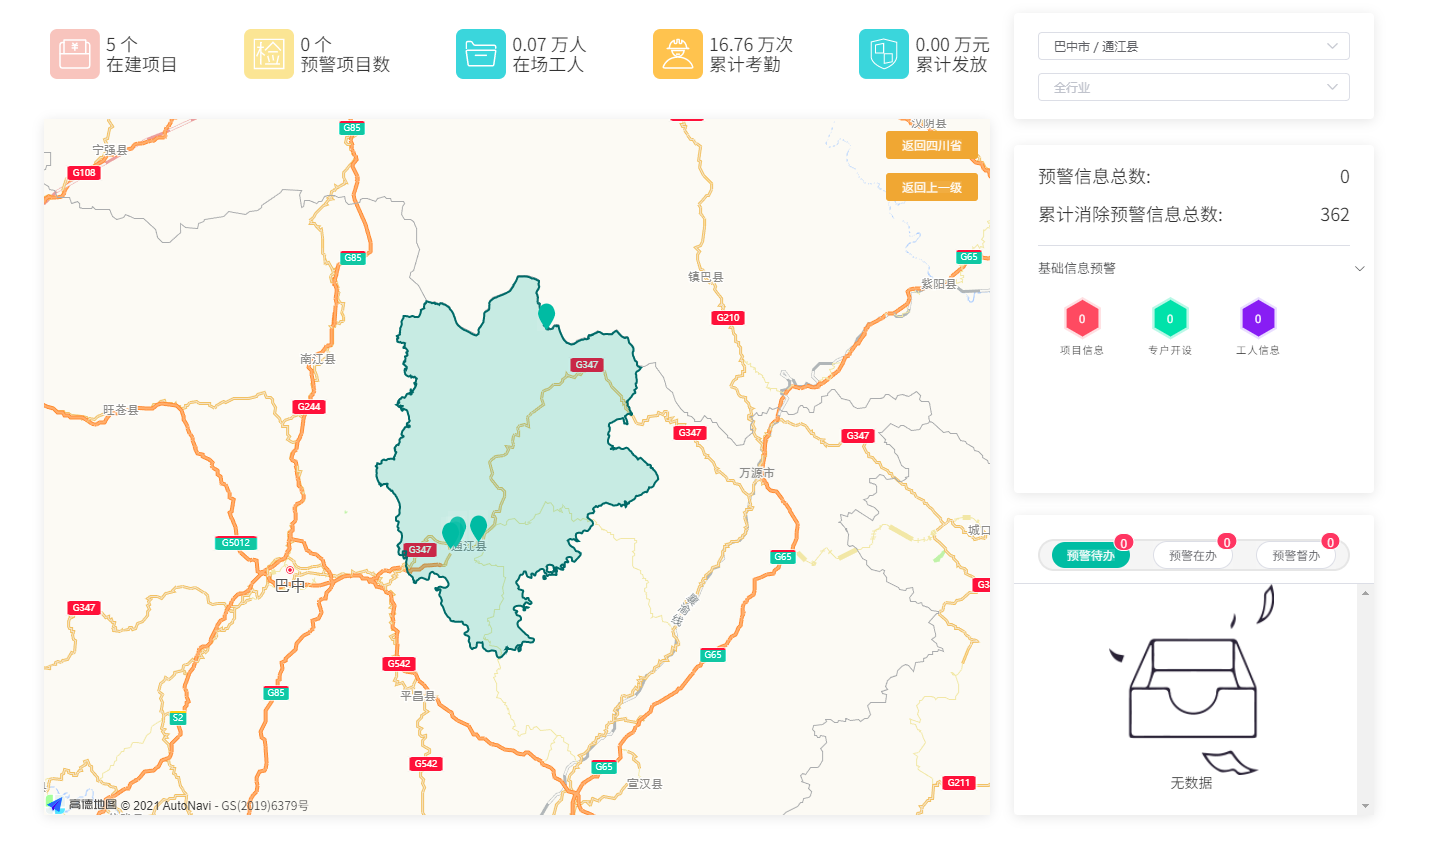 5 个
在建项目
检
0 个
预警项目数
0.07 万人
在场工人
16.76 万次
累计考勤
0.00 万元
累计发放
巴中市 / 通江县
全行业
返回四川省
返回上一级
汉阴县
宁强县
G85
G108
G85
G65
镇巴县
紫阳县
G210
南江县
G347
旺苍县
G244
G347
G347
万源市
城口
G347
通江县
G5012
G65
巴中
G347
襄渝线
G65
G542
平昌县
G85
S2
G542
G65
宣汉县
G211
高德地图 © 2021 AutoNavi - GS(2019)6379号
预警信息总数: 0
累计消除预警信息总数: 362
基础信息预警
0 0 0
项目信息 专户开设 工人信息
预警待办 0
预警在办 0
预警督办 0
无数据